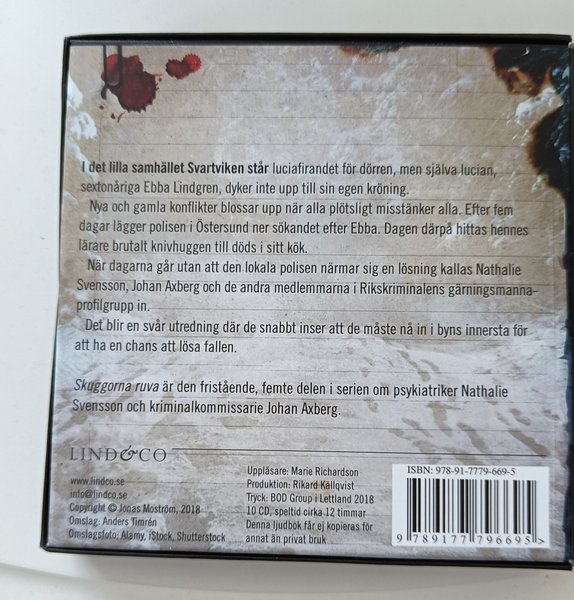 I det lilla samhället Svartviken står luciafirandet för dörren, men själva lucian,
sextonåriga Ebba Lindgren, dyker inte upp till sin egen kröning.
Nya och gamla konflikter blossar upp när alla plötsligt misstänker alla. Efter fem
dagar lägger polisen i Östersund ner sökandet efter Ebba. Dagen därpå hittas hennes
lärare brutalt knivhuggen till döds i sitt kök.
När dagarna går utan att den lokala polisen närmar sig en lösning kallas Nathalie
Svensson, Johan Axberg och de andra medlemmarna i Rikskriminalens gärningsmanna-
profilgrupp in.
Det blir en svår utredning där de snabbt inser att de måste nå in i byns innersta för
att ha en chans att lösa fallen.
Skuggorna ruva är den fristående, femte delen i serien om psykiatriker Nathalie
Svensson och kriminalkommissarie Johan Axberg.
LIND&CO
www.lindco.se
info@lindco.se
Copyright © Jonas Moström, 2018
Omslag: Anders Timrén
Omslagsfoto: Alamy, iStock, Shutterstock
Uppläsare: Marie Richardson
Produktion: Rikard Källqvist
Tryck: BOD Group i Lettland 2018
10 CD, speltid cirka 12 timmar
Denna ljudbok får ej kopieras för
annat än privat bruk
ISBN: 978-91-7779-669-5
9 789177 796695 >